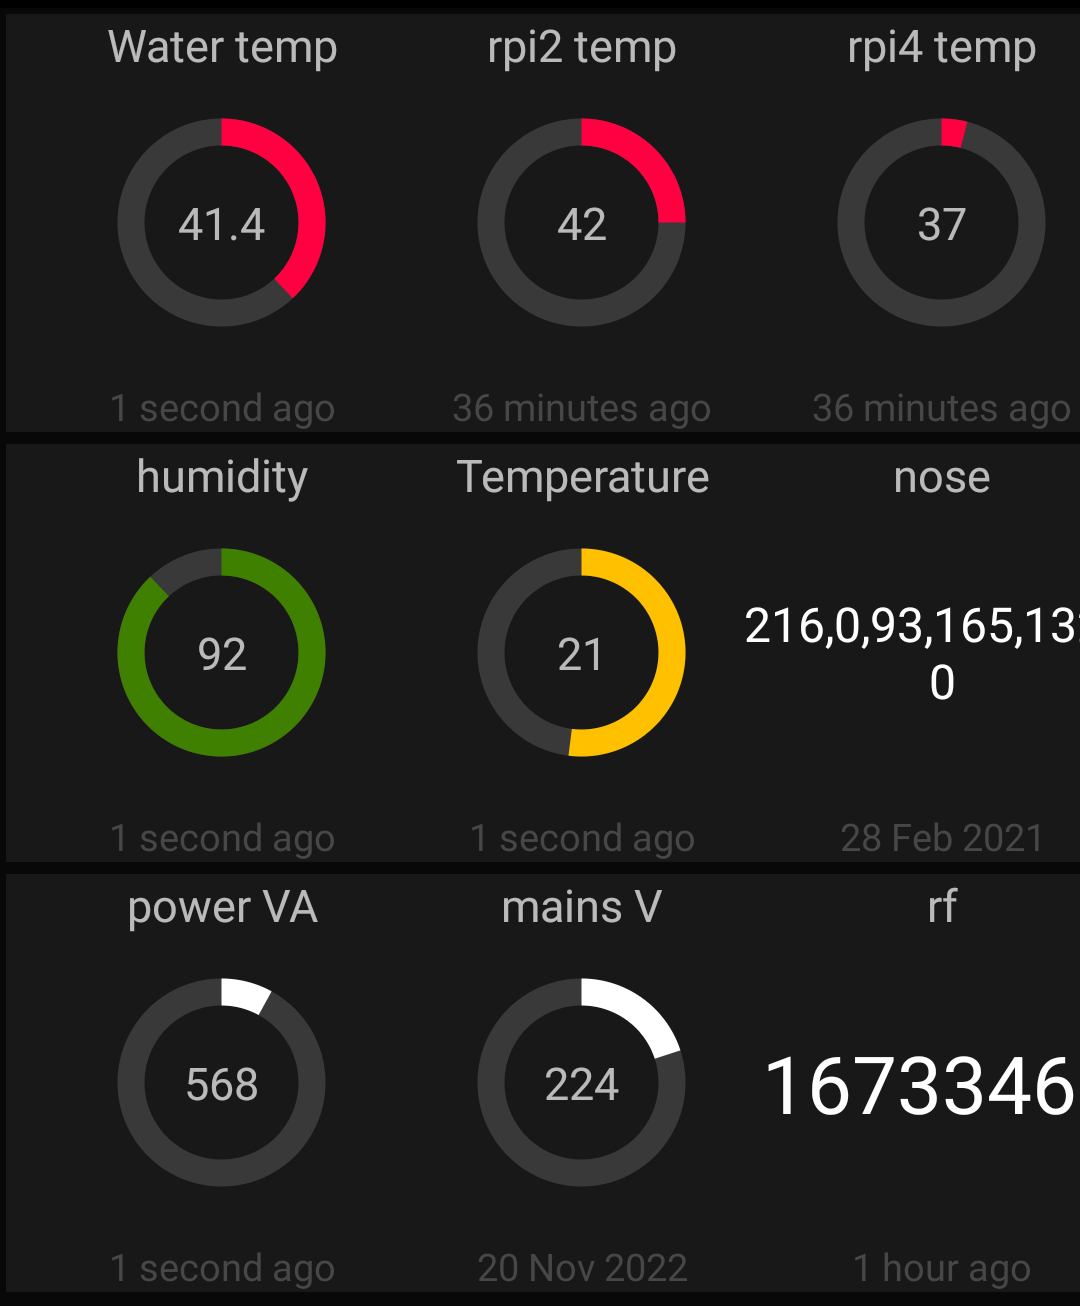 Water temp rpi2 temp rpi4 temp
41.4 42 37
1 second ago 36 minutes ago 36 minutes ago
humidity Temperature nose
92 21 216,0,93,165,13
0
1 second ago 1 second ago 28 Feb 2021
power VA mains V rf
568 224 1673346
1 second ago 20 Nov 2022 1 hour ago